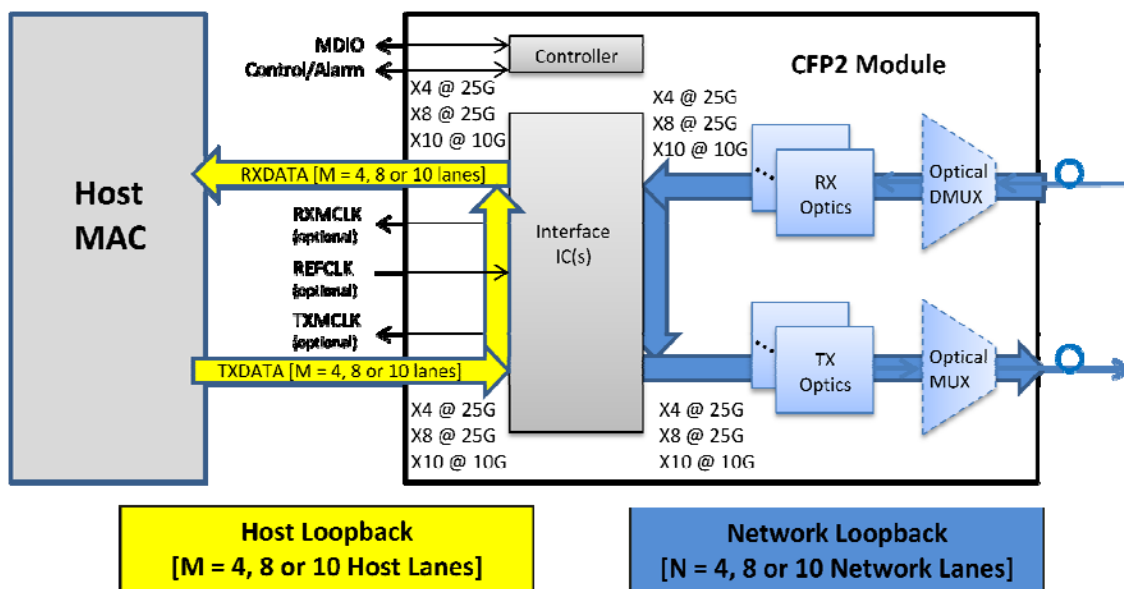 MDIO
Control/Alarm
Controller
CFP2 Module
X4 @ 25G
X8 @ 25G
X10 @ 10G
X4 @ 25G
X8 @ 25G
X10 @ 10G
Host
MAC
RXDATA [M = 4, 8 or 10 lanes]
RXMCLK
(optional)
REFCLK
(optional)
TXMCLK
(optional)
TXDATA [M = 4, 8 or 10 lanes]
Interface
IC(s)
RX
Optics
Optical
DMUX
TX
Optics
Optical
MUX
X4 @ 25G
X8 @ 25G
X10 @ 10G
X4 @ 25G
X8 @ 25G
X10 @ 10G
Host Loopback
[M = 4, 8 or 10 Host Lanes]
Network Loopback
[N = 4, 8 or 10 Network Lanes]